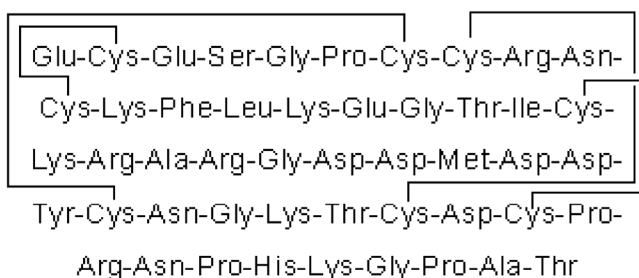 Glu-Cys-Glu-Ser-Gly-Pro-Cys-Cys-Arg-Asn-
Cys-Lys-Phe-Leu-Lys-Glu-Gly-Thr-Ile-Cys-
Lys-Arg-Ala-Arg-Gly-Asp-Asp-Met-Asp-Asp-
Tyr-Cys-Asn-Gly-Lys-Thr-Cys-Asp-Cys-Pro-
Arg-Asn-Pro-His-Lys-Gly-Pro-Ala-Thr